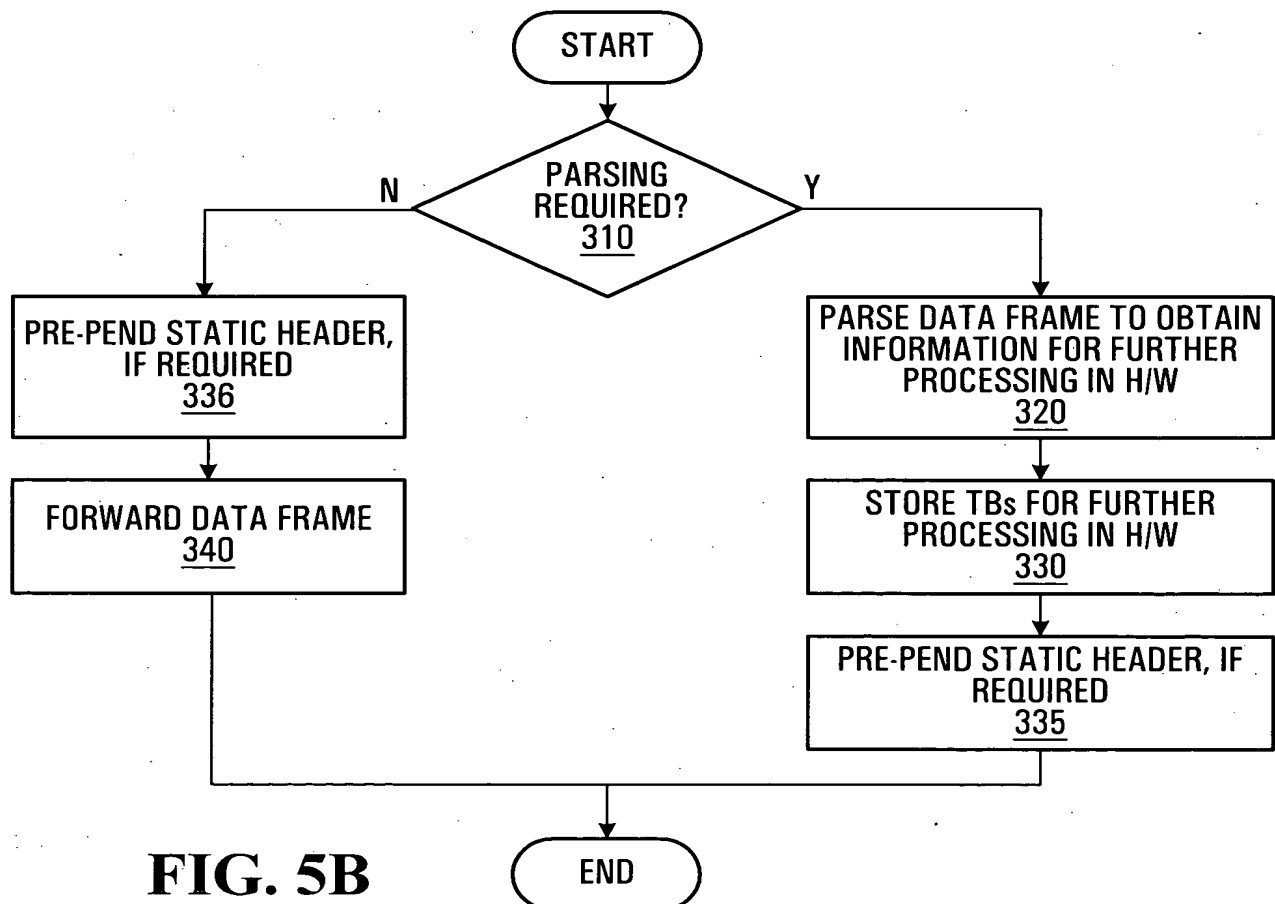 START
PARSING
REQUIRED?
310
N
Y
PRE-PEND STATIC HEADER,
IF REQUIRED
336
FORWARD DATA FRAME
340
PARSE DATA FRAME TO OBTAIN
INFORMATION FOR FURTHER
PROCESSING IN H/W
320
STORE TBs FOR FURTHER
PROCESSING IN H/W
330
PRE-PEND STATIC HEADER, IF
REQUIRED
335
END
FIG. 5B